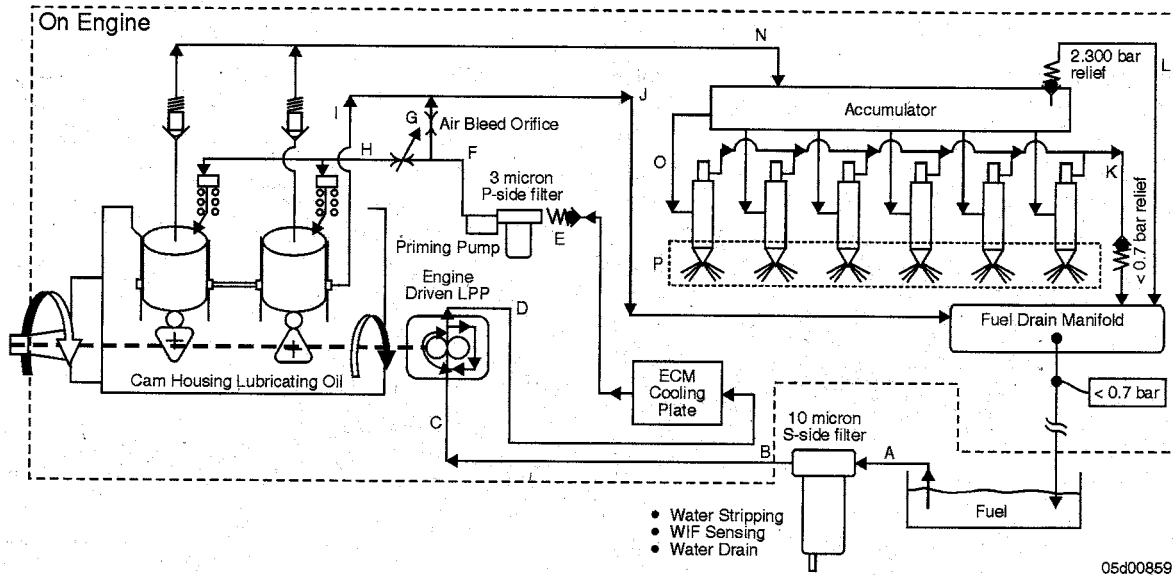 On Engine
N
2.300 bar
relief
L
Accumulator
I
J
G
Air Bleed Orifice
H
F
O
K
3 micron
P-side filter
E
Priming Pump
< 0.7 bar relief
P
Engine
Driven LPP
D
Fuel Drain Manifold
Cam Housing Lubricating Oil
ECM
Cooling
Plate
< 0.7 bar
C
10 micron
S-side filter
B
A
Fuel
● Water Stripping
● WIF Sensing
● Water Drain
05d00859